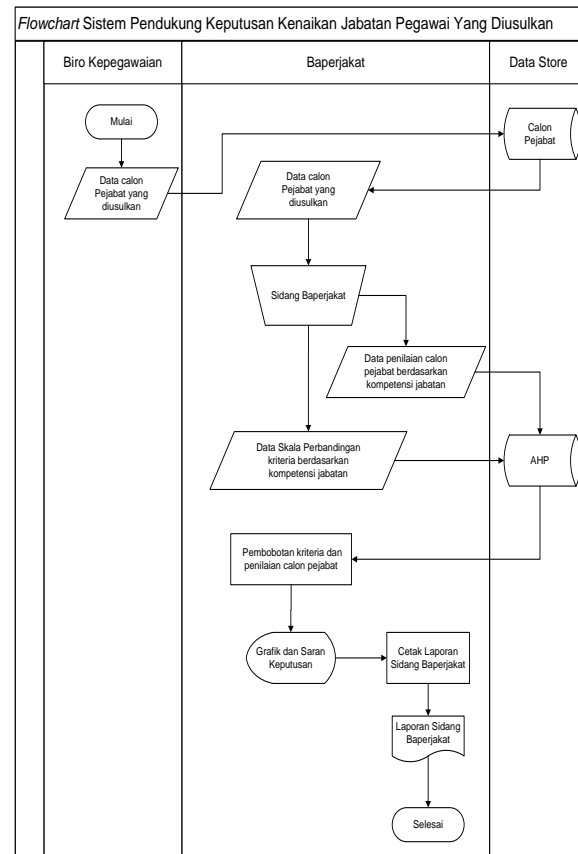 Flowchart Sistem Pendukung Keputusan Kenaikan Jabatan Pegawai Yang Diusulkan
Biro Kepegawaian
Baperjakat
Data Store
Mulai
Calon
Pejabat
Data calon
Pejabat yang
diusulkan
Data calon
Pejabat yang
diusulkan
Sidang Baperjakat
Data penilaian calon
pejabat berdasarkan
kompetensi jabatan
Data Skala Perbandingan
kriteria berdasarkan
kompetensi jabatan
AHP
Pembobotan kriteria dan
penilaian calon pejabat
Grafik dan Saran
Keputusan
Cetak Laporan
Sidang Baperjakat
Laporan Sidang
Baperjakat
Selesai